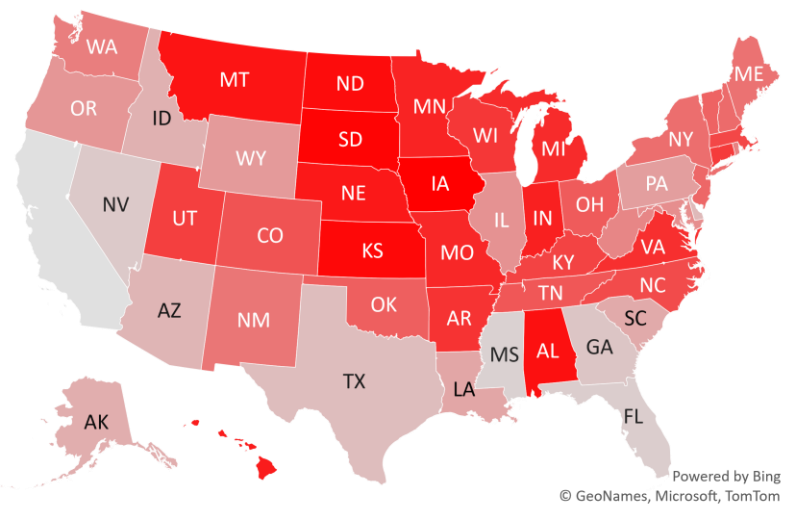 WA
MT
ND
MN
ME
OR
ID
SD
WI
MI
NY
WY
IA
PA
NE
NV
IL
IN
OH
UT
CO
KS
MO
VA
KY
NC
TN
AZ
NM
OK
AR
SC
TX
MS
AL
GA
LA
FL
AK
Powered by Bing
© GeoNames, Microsoft, TomTom